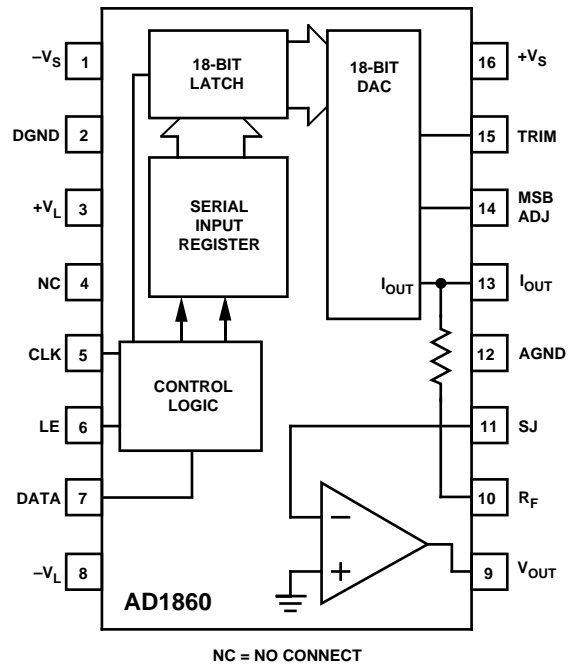 –VS 1
DGND 2
+VL 3
NC 4
CLK 5
LE 6
DATA 7
–VL 8
18-BIT
LATCH
SERIAL
INPUT
REGISTER
CONTROL
LOGIC
18-BIT
DAC
IOUT
–
+
AD1860
16 +VS
15 TRIM
14 MSB
ADJ
13 IOUT
12 AGND
11 SJ
10 RF
9 VOUT
NC = NO CONNECT